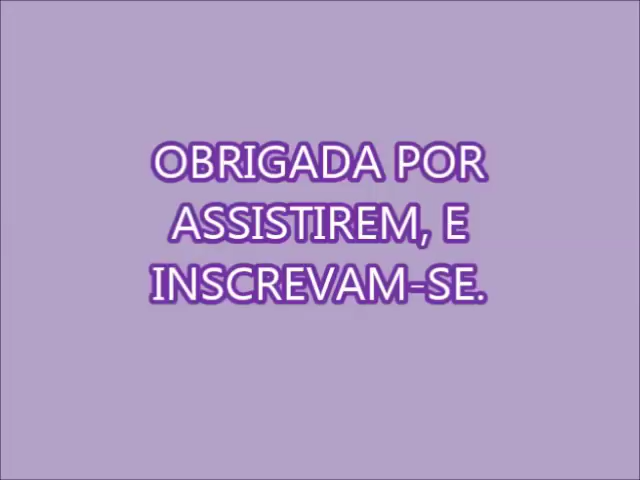 OBRIGADA POR
ASSISTIREM, E
INSCREVAM-SE.